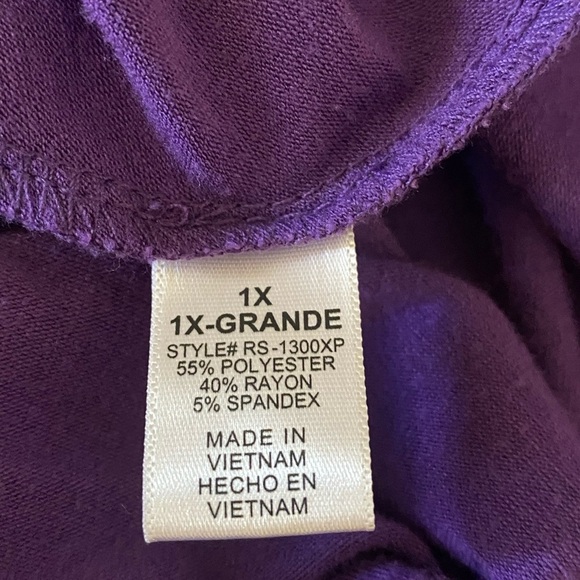 1X
1X-GRANDE
STYLE# RS-1300XP
55% POLYESTER
40% RAYON
5% SPANDEX
MADE IN
VIETNAM
HECHO EN
VIETNAM